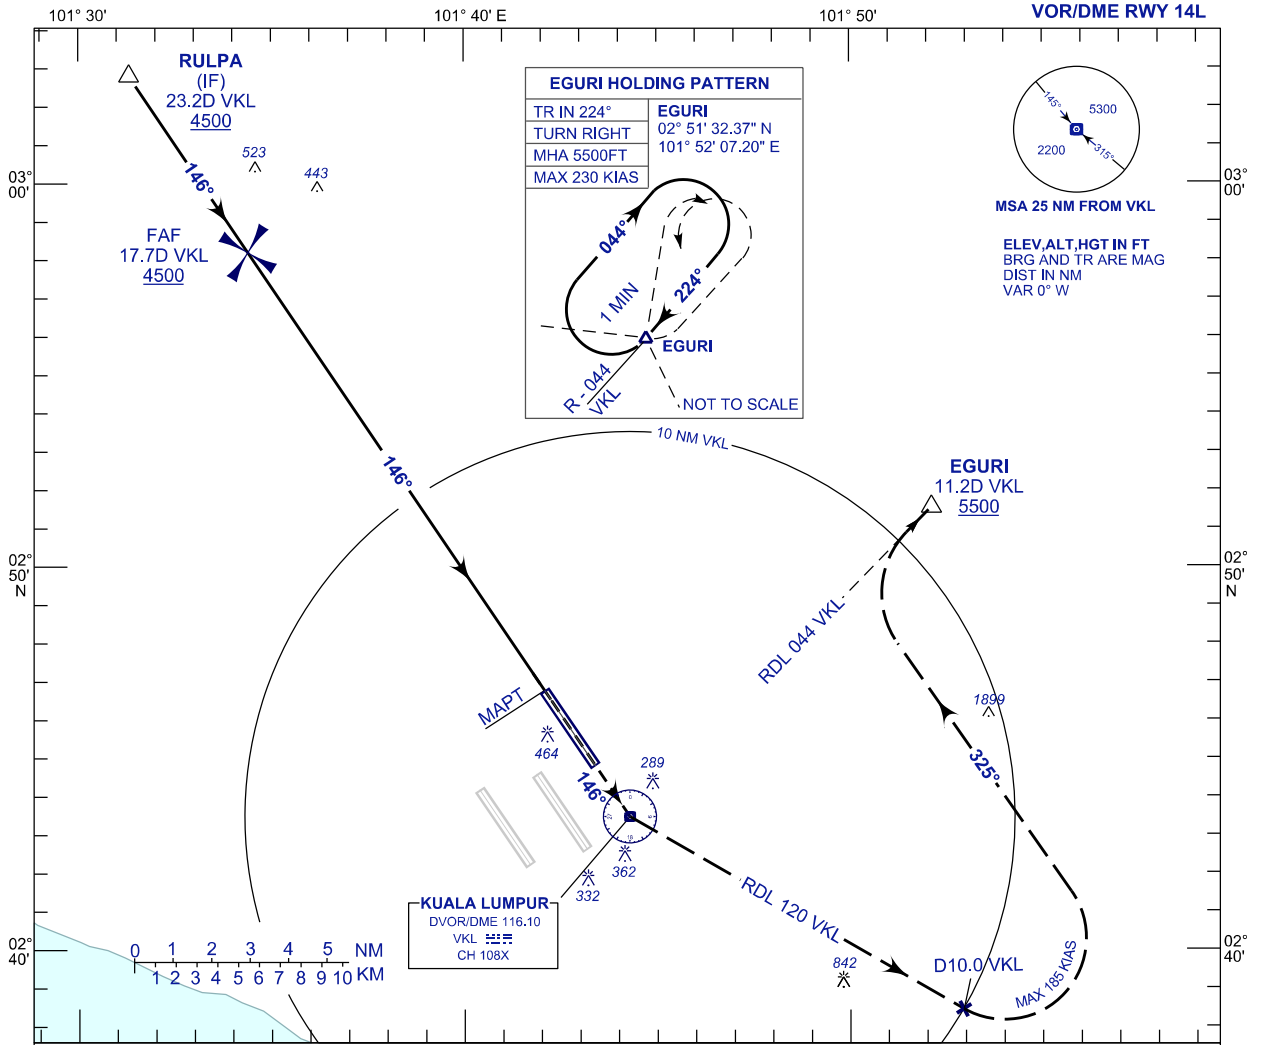 VOR/DME RWY 14L
101° 30'
101° 40' E
101° 50'
RULPA
(IF)
23.2D VKL
4500
523
443
146°
FAF
17.7D VKL
4500
03°
00'
03°
00'
EGURI HOLDING PATTERN
TR IN 224°
TURN RIGHT
MHA 5500FT
MAX 230 KIAS
EGURI
02° 51' 32.37" N
101° 52' 07.20" E
044°
224°
1 MIN
EGURI
R - 044
VKL
NOT TO SCALE
145°
5300
2200
315°
MSA 25 NM FROM VKL
ELEV,ALT,HGT IN FT
BRG AND TR ARE MAG
DIST IN NM
VAR 0° W
10 NM VKL
146°
EGURI
11.2D VKL
5500
02°
50'
N
02°
50'
N
RDL 044 VKL
MAPT
464
289
146°
1899
325°
362
332
KUALA LUMPUR
DVOR/DME 116.10
VKL
CH 108X
RDL 120 VKL
842
D10.0 VKL
MAX 185 KIAS
02°
40'
02°
40'
0 1 2 3 4 5 NM
1 2 3 4 5 6 7 8 9 10 KM